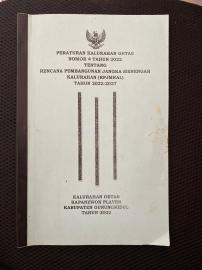 PERATURAN KALURAHAN GETAS
NOMOR 4 TAHUN 2022
TENTANG
RENCANA PEMBANGUNAN JANGKA MENENGAH
KALURAHAN (RPJMKAL)
TAHUN 2022-2027
KALURAHAN GETAS
KAPANEWON PLAYEN
KABUPATEN GUNUNGKIDUL
TAHUN 2022